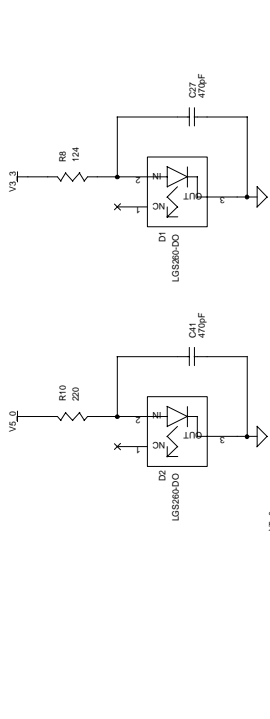 V3_3
R8
124
C27
470pF
2
IN
1
NC
OUT
3
D1
LGS260-DO
V5_0
R10
220
C41
470pF
2
IN
1
NC
OUT
3
D2
LGS260-DO